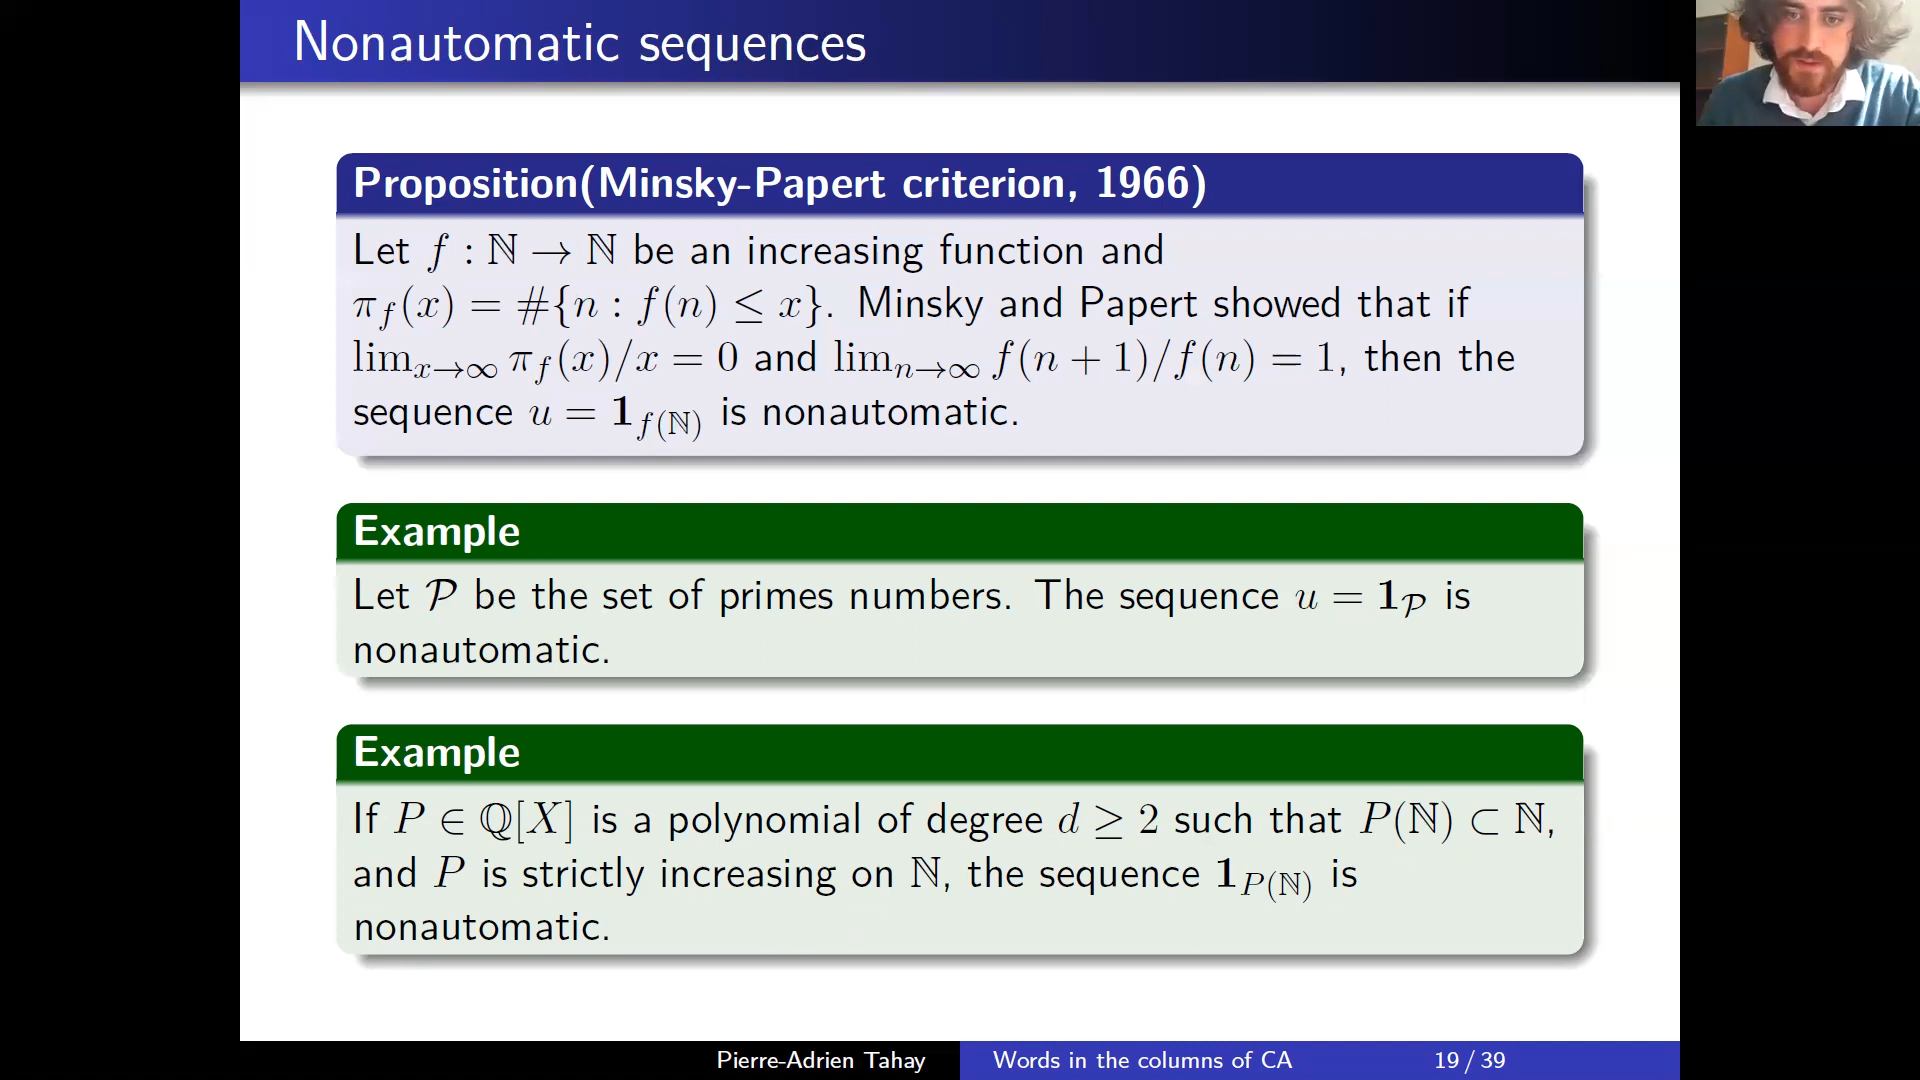 Nonautomatic sequences
Proposition(Minsky-Papert criterion, 1966)
Let f : ℕ → ℕ be an increasing function and
π_f(x) = #{n : f(n) ≤ x}. Minsky and Papert showed that if
lim_{x→∞} π_f(x)/x = 0 and lim_{n→∞} f(n + 1)/f(n) = 1, then the
sequence u = 𝟏_{f(ℕ)} is nonautomatic.
Example
Let 𝒫 be the set of primes numbers. The sequence u = 𝟏_𝒫 is
nonautomatic.
Example
If P ∈ ℚ[X] is a polynomial of degree d ≥ 2 such that P(ℕ) ⊂ ℕ,
and P is strictly increasing on ℕ, the sequence 𝟏_{P(ℕ)} is
nonautomatic.
Pierre-Adrien Tahay Words in the columns of CA 19 / 39